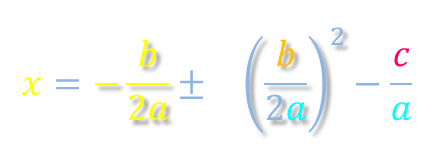 x = − b/2a ± (b/2a)² − c/a